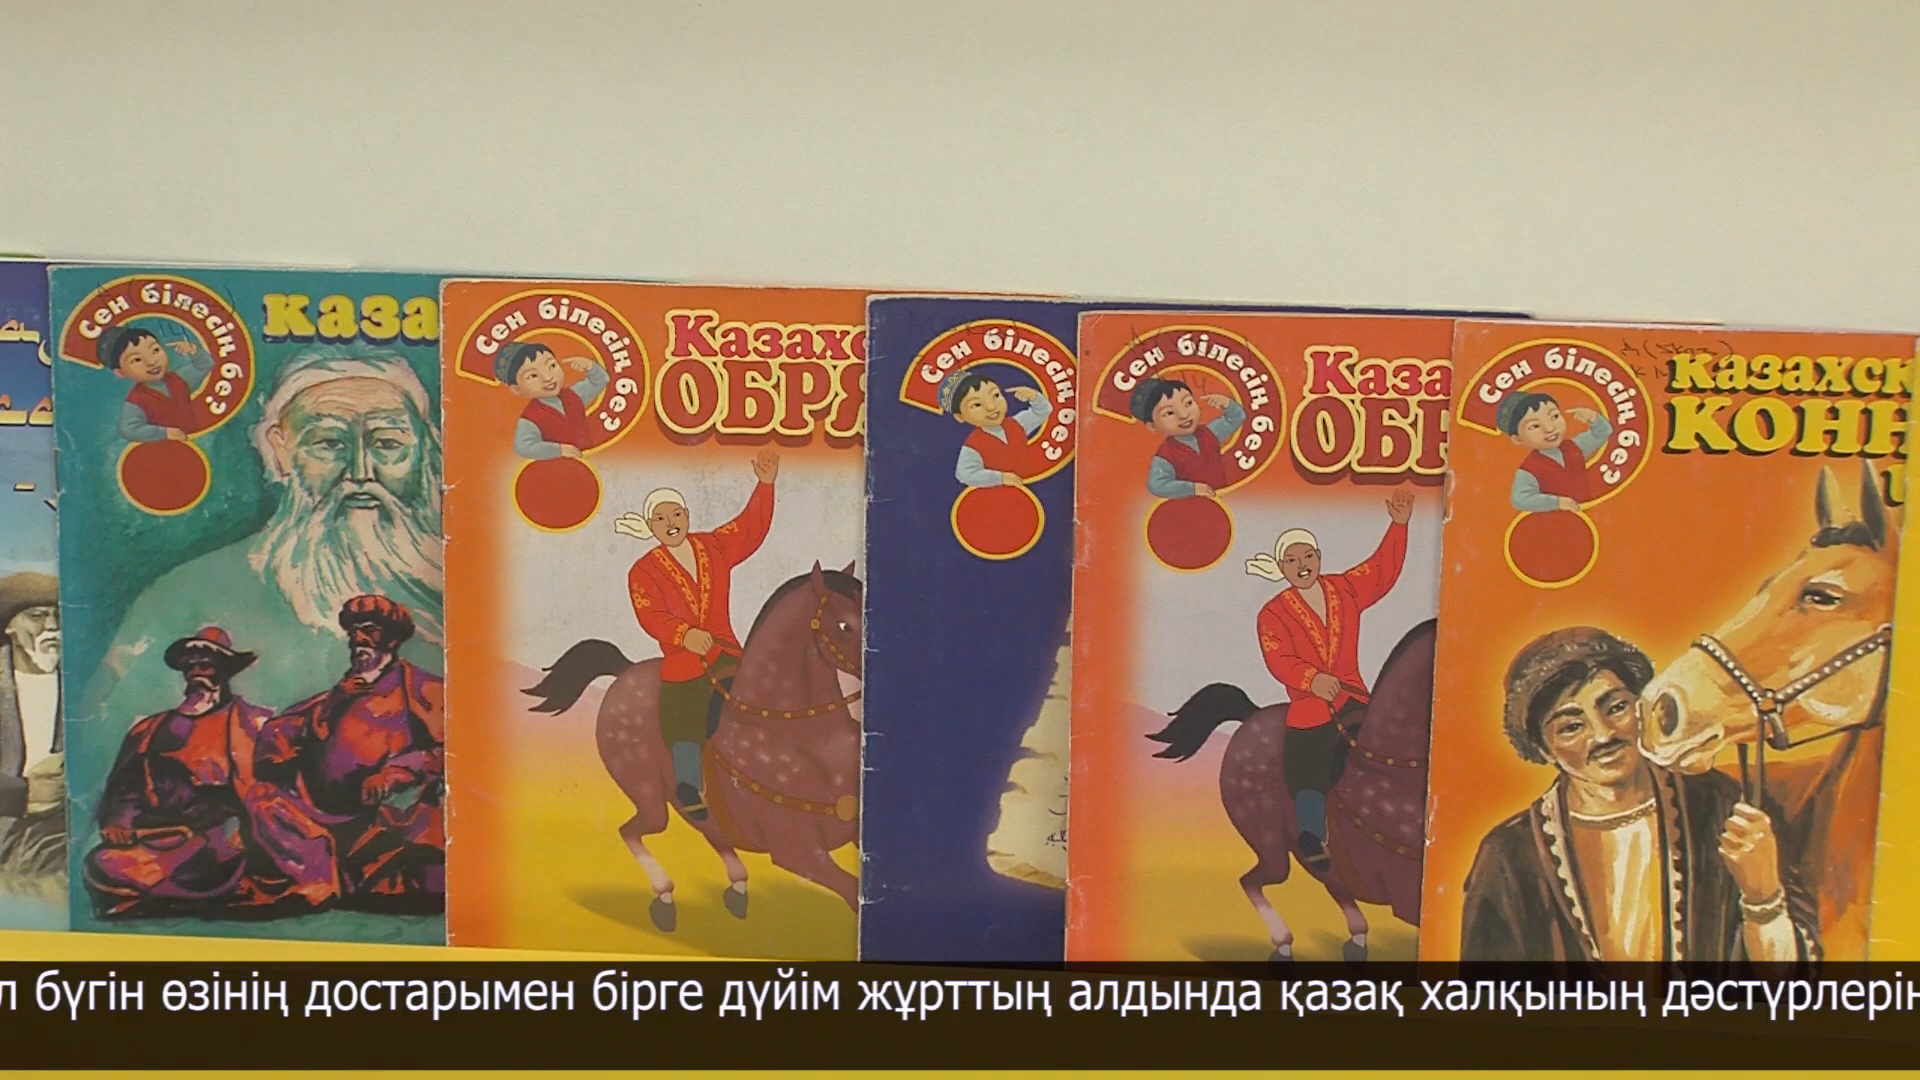 Сен білесің бе?
каза
Сен білесің бе?
Казахс
ОБРЯ
Сен білесің бе?
Сен білесің бе?
Каза
ОБР
Сен білесің бе?
казахск
КОНН
л бүгін өзінің достарымен бірге дүйім жұрттың алдында қазақ халқының дәстүрлерін